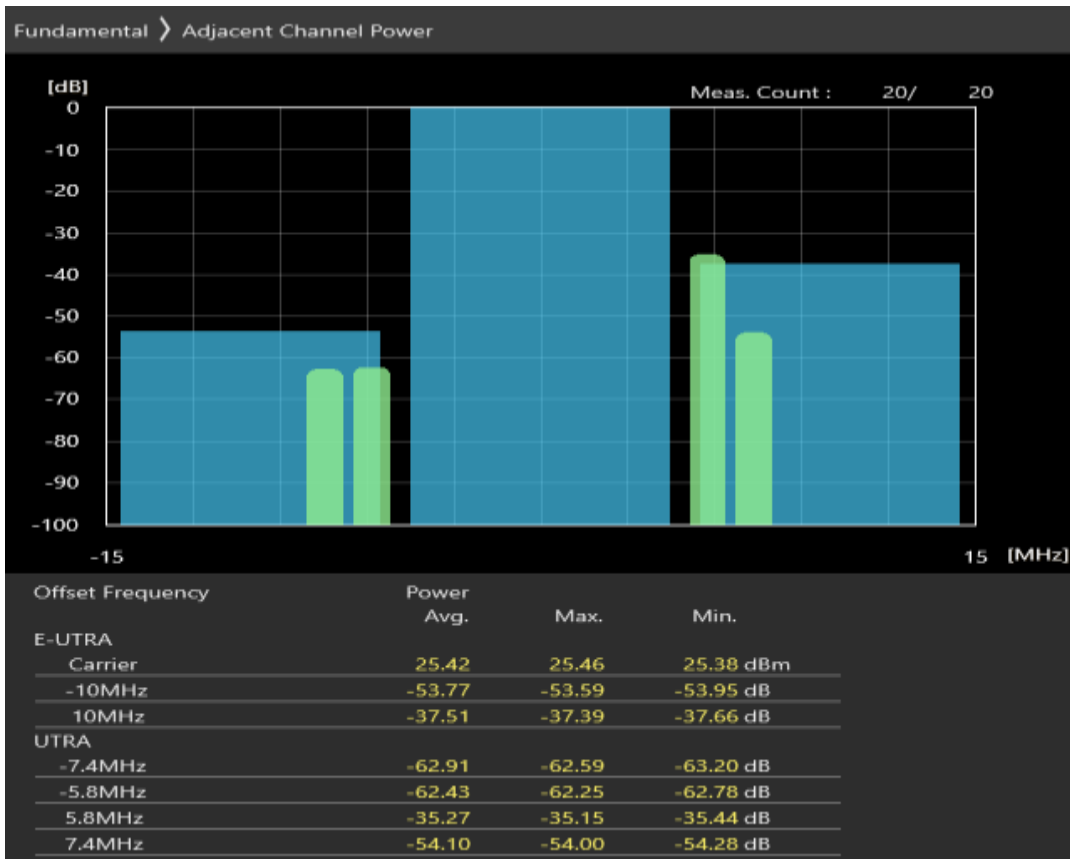 Fundamental 〉 Adjacent Channel Power
[dB]
Meas. Count : 20/ 20
0
-10
-20
-30
-40
-50
-60
-70
-80
-90
-100
-15 15 [MHz]
Offset Frequency Power
Avg. Max. Min.
E-UTRA
Carrier 25.42 25.46 25.38 dBm
-10MHz -53.77 -53.59 -53.95 dB
10MHz -37.51 -37.39 -37.66 dB
UTRA
-7.4MHz -62.91 -62.59 -63.20 dB
-5.8MHz -62.43 -62.25 -62.78 dB
5.8MHz -35.27 -35.15 -35.44 dB
7.4MHz -54.10 -54.00 -54.28 dB